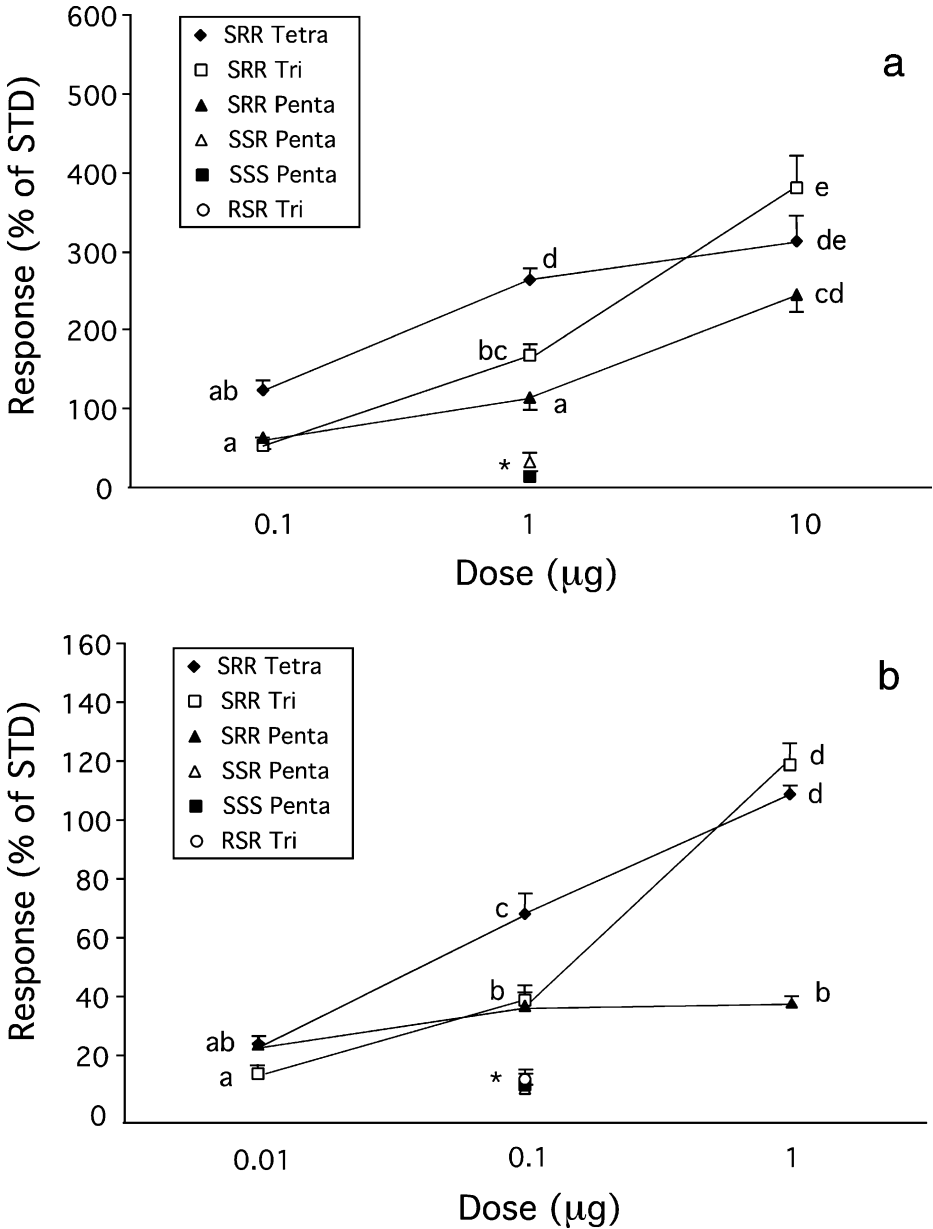 600
500
400
300
200
100
0
Response (% of STD)
SRR Tetra
SRR Tri
SRR Penta
SSR Penta
SSS Penta
RSR Tri
a
e
de
d
cd
bc
ab
a
a
*
0.1 1 10
Dose (μg)
160
140
120
100
80
60
40
20
0
Response (% of STD)
SRR Tetra
SRR Tri
SRR Penta
SSR Penta
SSS Penta
RSR Tri
b
d
d
c
b
b
ab
a
*
0.01 0.1 1
Dose (μg)